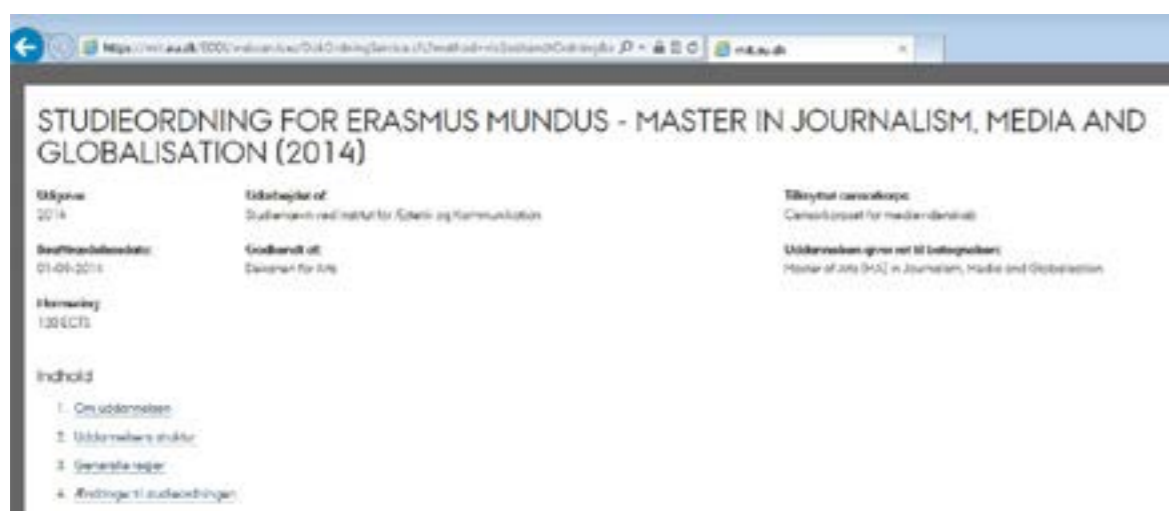 mit.au.dk
STUDIEORDNING FOR ERASMUS MUNDUS - MASTER IN JOURNALISM, MEDIA AND
GLOBALISATION (2014)
Udgave:
2014
Udarbejdet af:
Studienævn ved Institut for Æstetik og Kommunikation
Tilknyttet censorkorps:
Censorkorpset for medievidenskab
Ikrafttrædelsesdato:
01-09-2014
Godkendt af:
Dekanen for Arts
Uddannelsen giver ret til betegnelsen:
Master of Arts (MA) in Journalism, Media and Globalisation
Normering:
120 ECTS
Indhold
1. Om uddannelsen
2. Uddannelsens struktur
3. Generelle regler
4. Ændringer til studieordningen